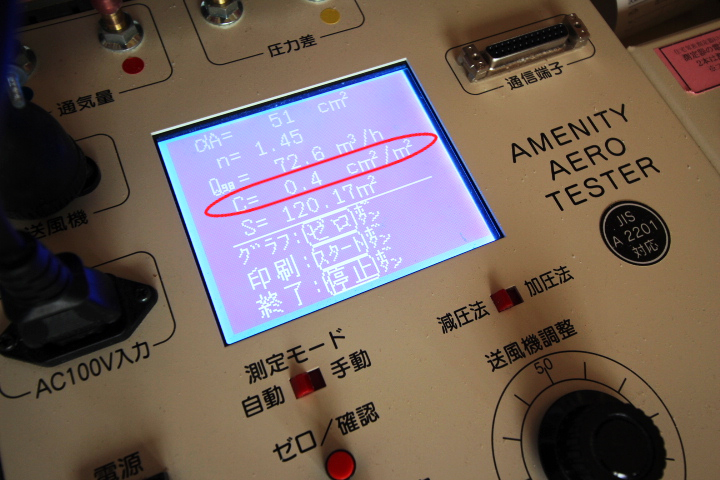 圧力差
通気量
通信端子
αA= 51 cm²
n= 1.45
Q9.8= 72.6 m³/h
C= 0.4 cm²/m²
S= 120.17m²
グラフ:ゼロボタン
印刷:スタートボタン
終了:停止ボタン
AMENITY
AERO
TESTER
JIS
A 2201
対応
送風機
AC100V入力
減圧法
加圧法
測定モード
自動
手動
送風機調整
50
ゼロ/確認
電源